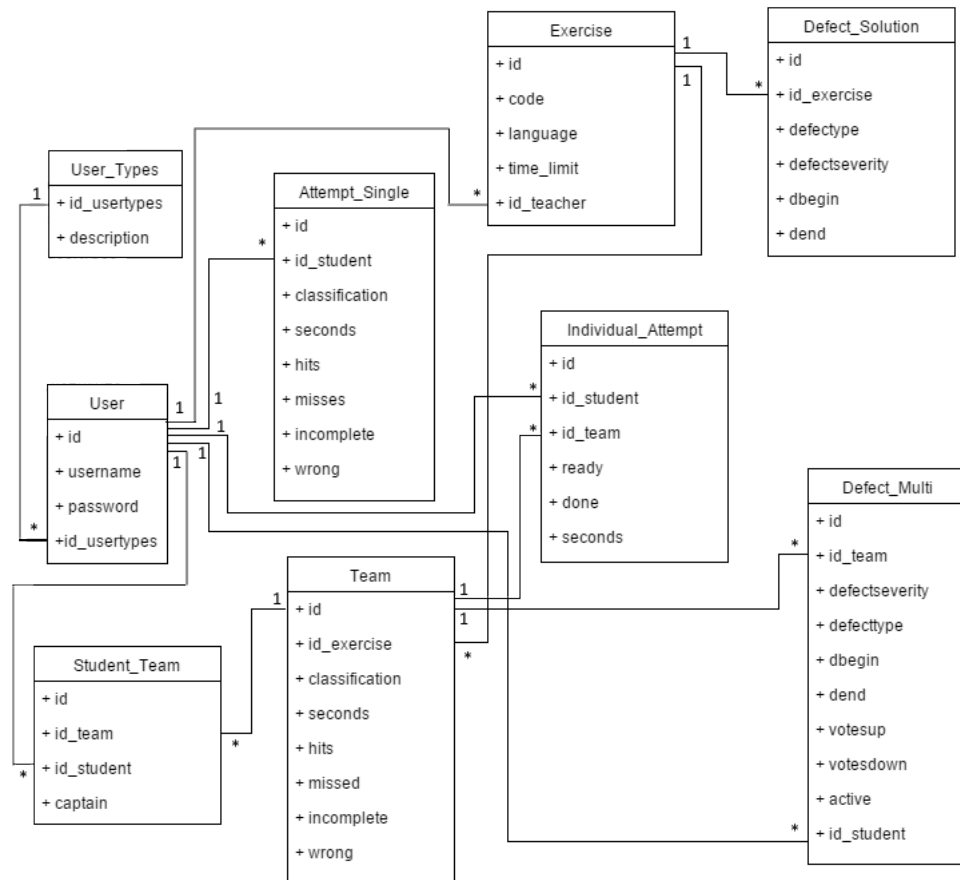 Exercise
+ id
+ code
+ language
+ time_limit
+ id_teacher
1
1
*
Defect_Solution
+ id
+ id_exercise
+ defectype
+ defectseverity
+ dbegin
+ dend
*
User_Types
+ id_usertypes
+ description
1
Attempt_Single
+ id
+ id_student
+ classification
+ seconds
+ hits
+ misses
+ incomplete
+ wrong
*
Individual_Attempt
+ id
+ id_student
+ id_team
+ ready
+ done
+ seconds
*
*
User
+ id
+ username
+ password
+id_usertypes
1
1
1
1
1
*
Defect_Multi
+ id
+ id_team
+ defectseverity
+ defecttype
+ dbegin
+ dend
+ votesup
+ votesdown
+ active
+ id_student
*
*
Team
+ id
+ id_exercise
+ classification
+ seconds
+ hits
+ missed
+ incomplete
+ wrong
1
1
1
*
Student_Team
+ id
+ id_team
+ id_student
+ captain
*
*